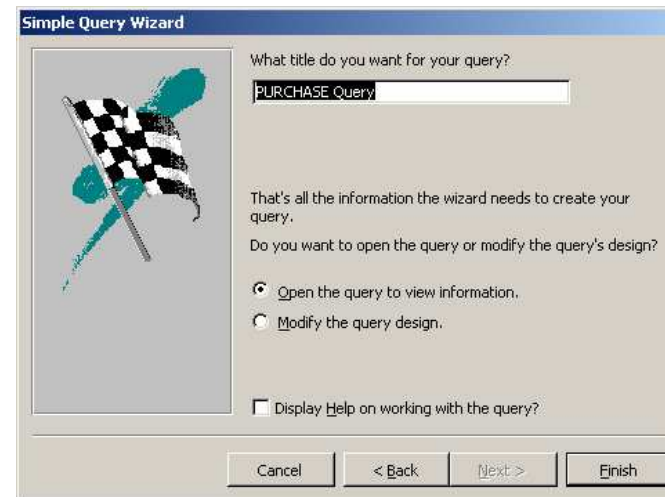 Simple Query Wizard
What title do you want for your query?
PURCHASE Query
That's all the information the wizard needs to create your
query.
Do you want to open the query or modify the query's design?
Open the query to view information.
Modify the query design.
Display Help on working with the query?
Cancel
< Back
Next >
Finish